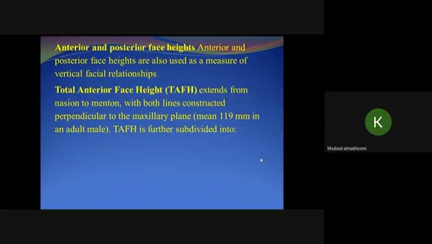 Anterior and posterior face heights Anterior and
posterior face heights are also used as a measure of
vertical facial relationships
Total Anterior Face Height (TAFH) extends from
nasion to menton, with both lines constructed
perpendicular to the maxillary plane (mean 119 mm in
an adult male). TAFH is further subdivided into:
K
Khulood almakhzomi